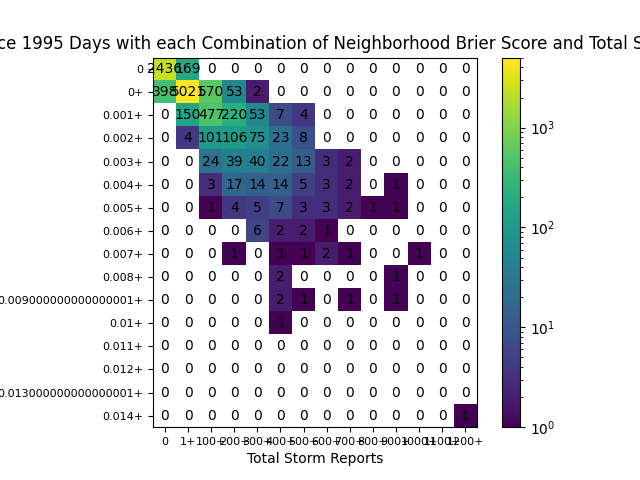 ce 1995 Days with each Combination of Neighborhood Brier Score and Total S
0 2436 169 0 0 0 0 0 0 0 0 0 0 0
0+ 398 5021 570 53 2 0 0 0 0 0 0 0 0
0.001+ 0 150 477 220 53 7 4 0 0 0 0 0 0
0.002+ 0 4 101 106 75 23 8 0 0 0 0 0 0
0.003+ 0 0 24 39 40 22 13 3 2 0 0 0 0
0.004+ 0 0 3 17 14 14 5 3 2 0 1 0 0
0.005+ 0 0 1 4 5 7 3 3 2 1 1 0 0
0.006+ 0 0 0 0 6 2 2 1 0 0 0 0 0
0.007+ 0 0 0 1 0 1 1 2 1 0 0 1 0
0.008+ 0 0 0 0 0 2 0 0 0 0 1 0 0
0.009000000000000001+ 0 0 0 0 0 2 1 0 1 0 1 0 0
0.01+ 0 0 0 0 0 1 0 0 0 0 0 0 0
0.011+ 0 0 0 0 0 0 0 0 0 0 0 0 0
0.012+ 0 0 0 0 0 0 0 0 0 0 0 0 0
0.013000000000000001+ 0 0 0 0 0 0 0 0 0 0 0 0 0
0.014+ 0 0 0 0 0 0 0 0 0 0 0 0 1
0 1+ 100+ 200+ 300+ 400+ 500+ 600+ 700+ 800+ 900+ 1000+ 1100+ 1200+
Total Storm Reports
10³
10²
10¹
10⁰